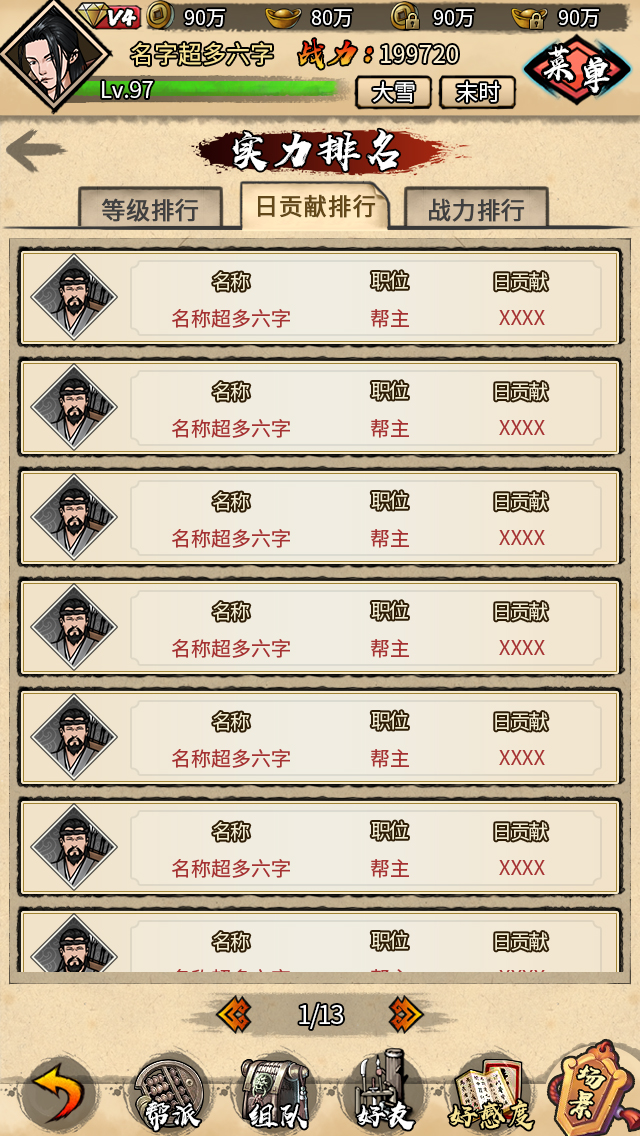 V4 90万 80万 90万 90万
名字超多六字 战力：199720
菜单
Lv.97 大雪 末时
实力排名
等级排行 日贡献排行 战力排行
名称 职位 日贡献
名称超多六字 帮主 XXXX
名称 职位 日贡献
名称超多六字 帮主 XXXX
名称 职位 日贡献
名称超多六字 帮主 XXXX
名称 职位 日贡献
名称超多六字 帮主 XXXX
名称 职位 日贡献
名称超多六字 帮主 XXXX
名称 职位 日贡献
名称超多六字 帮主 XXXX
名称 职位 日贡献
1/13
帮派 组队 好友 好感度 场景